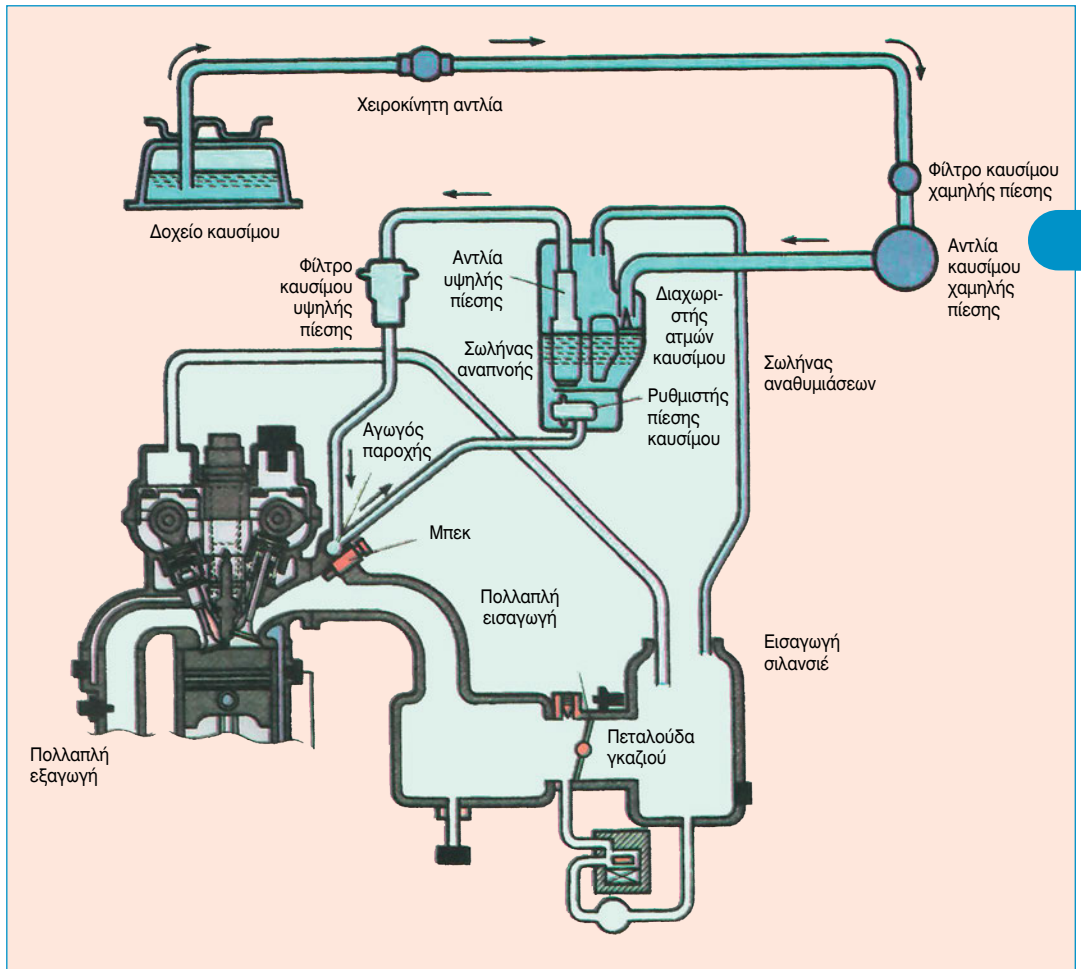 Χειροκίνητη αντλία
Φίλτρο καυσίμου
χαμηλής πίεσης
Δοχείο καυσίμου
Αντλία
καυσίμου
χαμηλής
πίεσης
Φίλτρο
καυσίμου
υψηλής
πίεσης
Αντλία
υψηλής
πίεσης
Διαχωρι-
στής
ατμών
καυσίμου
Σωλήνας
αναπνοής
Σωλήνας
αναθυμιάσεων
Ρυθμιστής
πίεσης
καυσίμου
Αγωγός
παροχής
Μπεκ
Πολλαπλή
εισαγωγή
Εισαγωγή
σιλανσιέ
Πεταλούδα
γκαζιού
Πολλαπλή
εξαγωγή